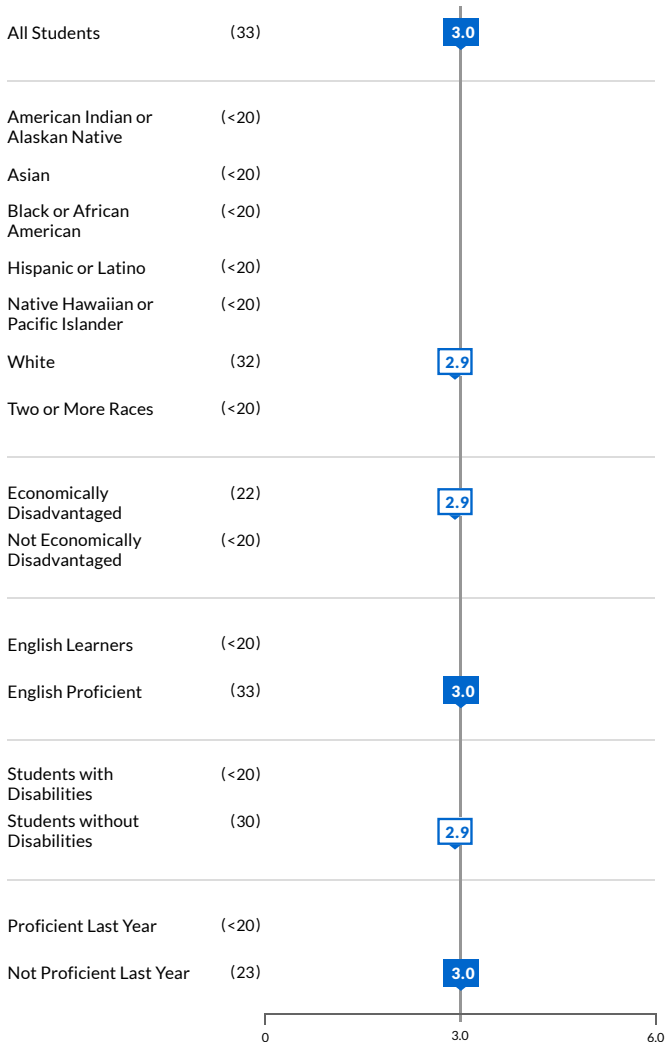 All Students (33) 3.0
American Indian or
Alaskan Native (<20)
Asian (<20)
Black or African
American (<20)
Hispanic or Latino (<20)
Native Hawaiian or
Pacific Islander (<20)
White (32) 2.9
Two or More Races (<20)
Economically
Disadvantaged (22) 2.9
Not Economically
Disadvantaged (<20)
English Learners (<20)
English Proficient (33) 3.0
Students with
Disabilities (<20)
Students without
Disabilities (30) 2.9
Proficient Last Year (<20)
Not Proficient Last Year (23) 3.0
0 3.0 6.0